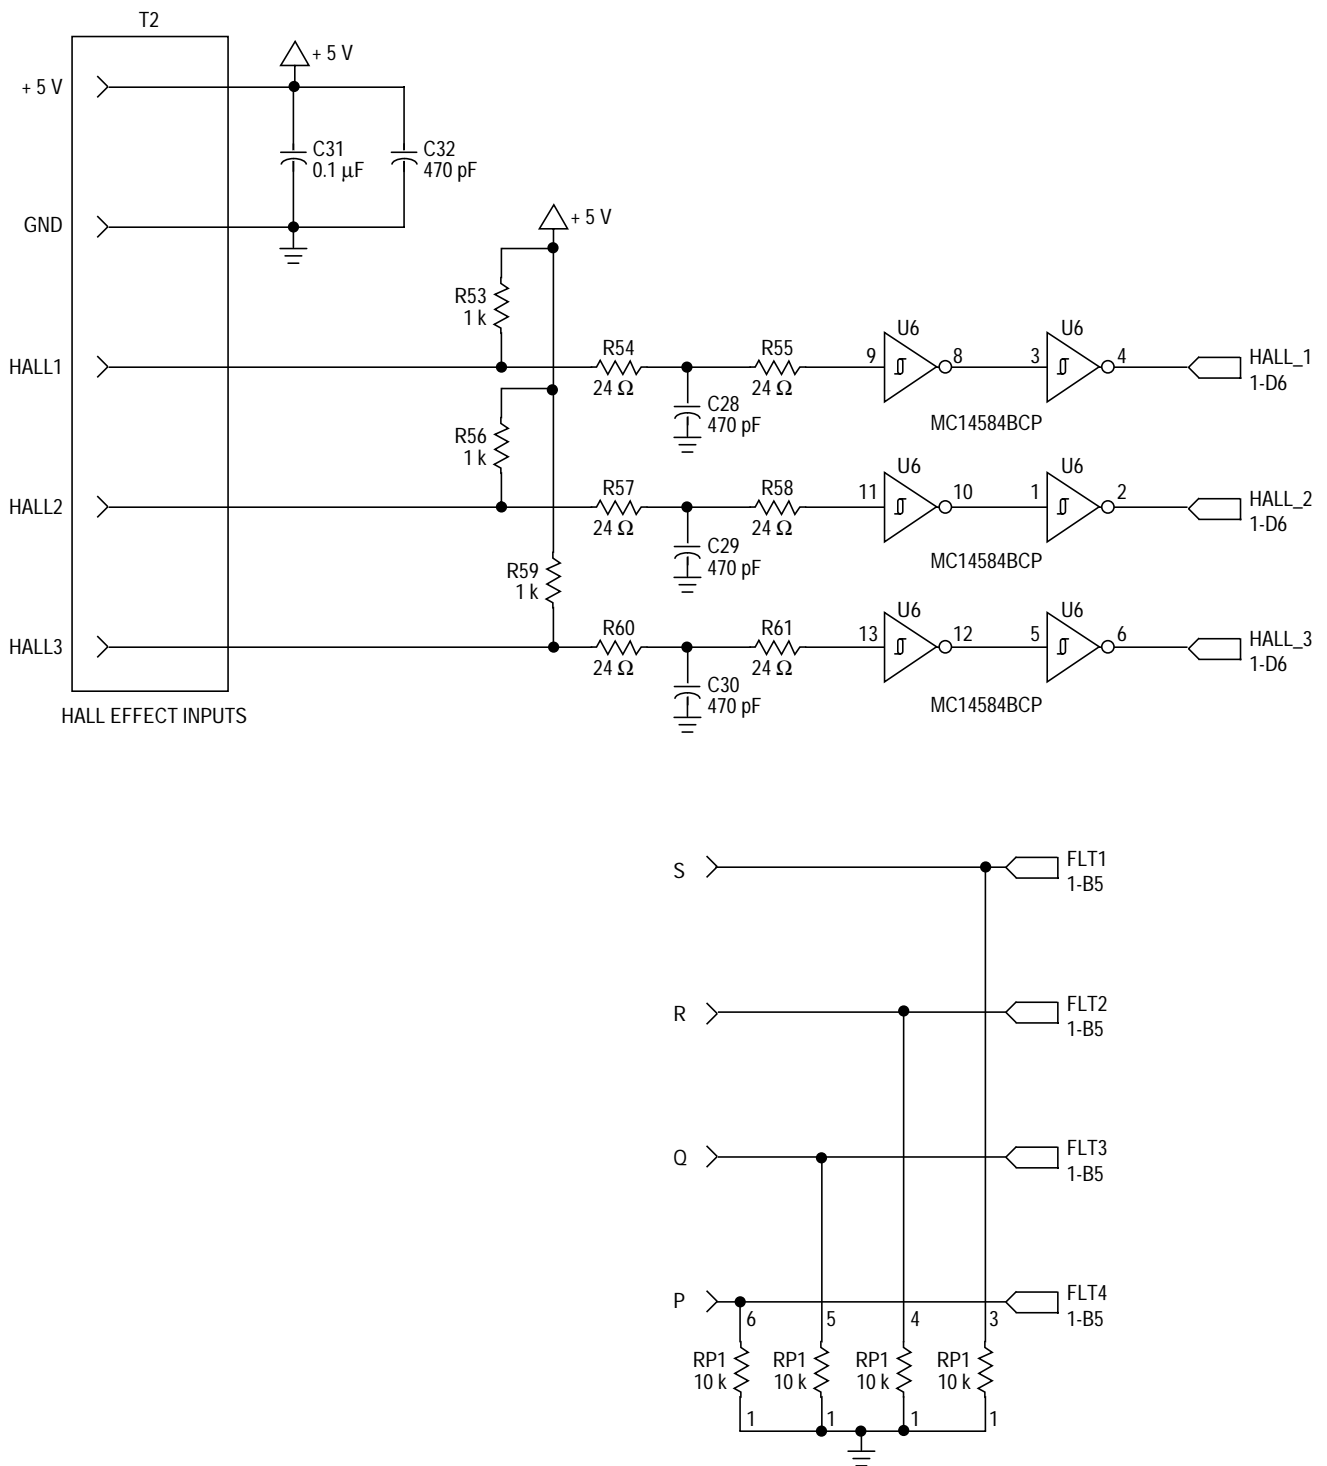 T2
+ 5 V
+ 5 V
C31
0.1 µF
C32
470 pF
GND
+ 5 V
R53
1 k
HALL1
R54
24 Ω
C28
470 pF
R55
24 Ω
9
U6
8
3
U6
4
HALL_1
1-D6
MC14584BCP
R56
1 k
HALL2
R57
24 Ω
C29
470 pF
R58
24 Ω
11
U6
10
1
U6
2
HALL_2
1-D6
MC14584BCP
R59
1 k
HALL3
R60
24 Ω
C30
470 pF
R61
24 Ω
13
U6
12
5
U6
6
HALL_3
1-D6
MC14584BCP
HALL EFFECT INPUTS
S
FLT1
1-B5
R
FLT2
1-B5
Q
FLT3
1-B5
P
FLT4
1-B5
6
5
4
3
RP1
10 k
RP1
10 k
RP1
10 k
RP1
10 k
1
1
1
1